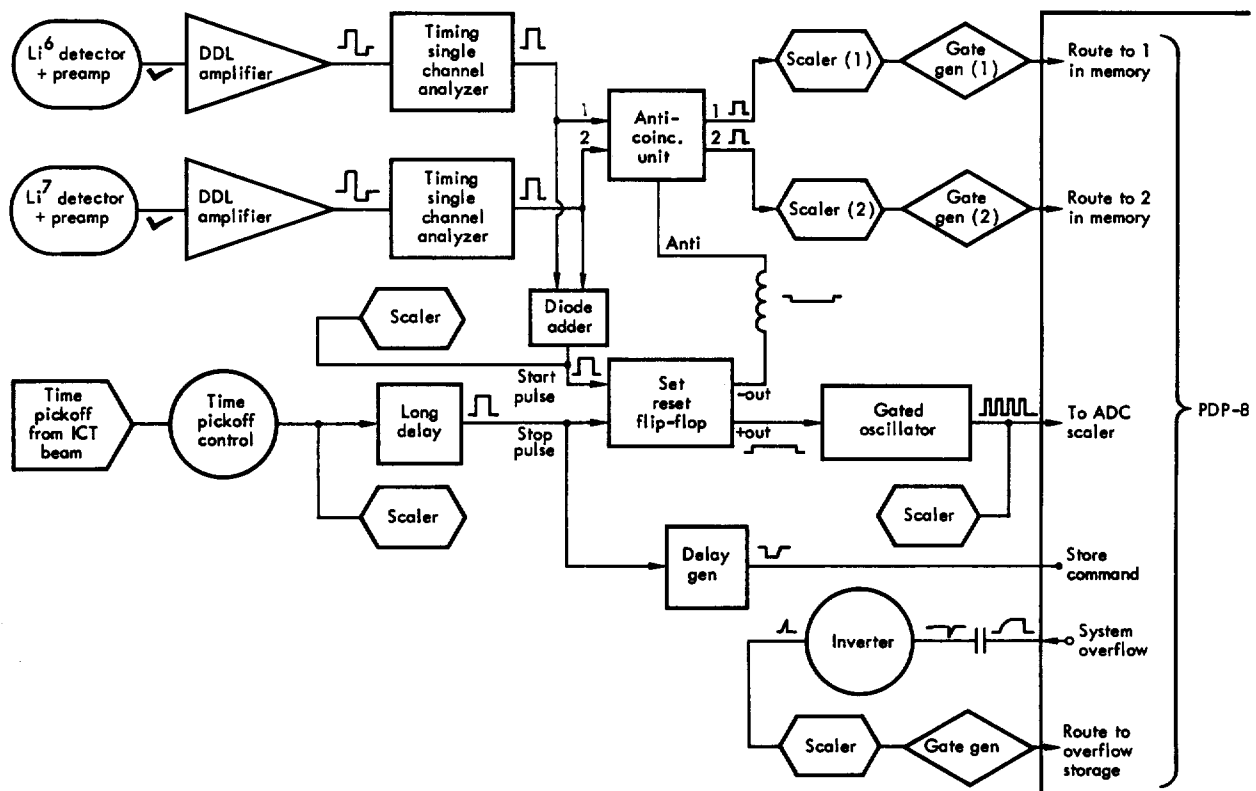 Li⁶ detector
+ preamp
DDL
amplifier
Timing
single
channel
analyzer
Scaler (1)
Gate
gen (1)
Route to 1
in memory
1
2
Anti-
coinc.
unit
1
2
Li⁷ detector
+ preamp
DDL
amplifier
Timing
single
channel
analyzer
Scaler (2)
Gate
gen (2)
Route to 2
in memory
Anti
Scaler
Diode
adder
Start
pulse
Set
reset
flip-flop
-out
+out
Time
pickoff
from ICT
beam
Time
pickoff
control
Long
delay
Stop
pulse
Gated
oscillator
To ADC
scaler
PDP-8
Scaler
Scaler
Delay
gen
Store
command
Inverter
System
overflow
Scaler
Gate gen
Route to
overflow
storage